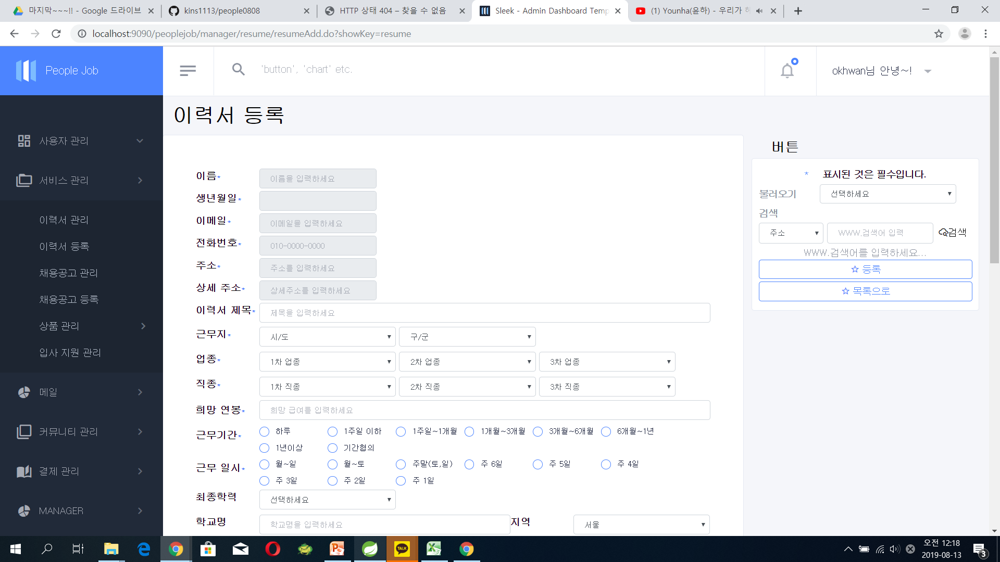 마지막~~~!! - Google 드라이브
kins1113/people0808
HTTP 상태 404 – 찾을 수 없음
Sleek - Admin Dashboard Temp
(1) Younha(윤하) - 우리가 헤
localhost:9090/peoplejob/manager/resume/resumeAdd.do?showKey=resume
People Job
'button', 'chart' etc.
okhwan님 안녕~!
사용자 관리
서비스 관리
이력서 관리
이력서 등록
채용공고 관리
채용공고 등록
상품 관리
입사 지원 관리
메일
커뮤니티 관리
결제 관리
MANAGER
이력서 등록
이름* 이름을 입력하세요
생년월일*
이메일* 이메일을 입력하세요
전화번호* 010-0000-0000
주소* 주소를 입력하세요
상세 주소* 상세주소를 입력하세요
이력서 제목* 제목을 입력하세요
근무지* 시/도 구/군
업종* 1차 업종 2차 업종 3차 업종
직종* 1차 직종 2차 직종 3차 직종
희망 연봉* 희망 급여를 입력하세요
근무기간* 하루 1주일 이하 1주일~1개월 1개월~3개월 3개월~6개월 6개월~1년
1년이상 기간협의
근무 일시* 월~일 월~토 주말(토,일) 주 6일 주 5일 주 4일
주 3일 주 2일 주 1일
최종학력 선택하세요
학교명 학교명을 입력하세요 지역 서울
버튼
* 표시된 것은 필수입니다.
불러오기 선택하세요
검색
주소 WWW.검색어 입력 검색
WWW.검색어를 입력하세요...
☆ 등록
☆ 목록으로
TALK
오전 12:18
2019-08-13
3